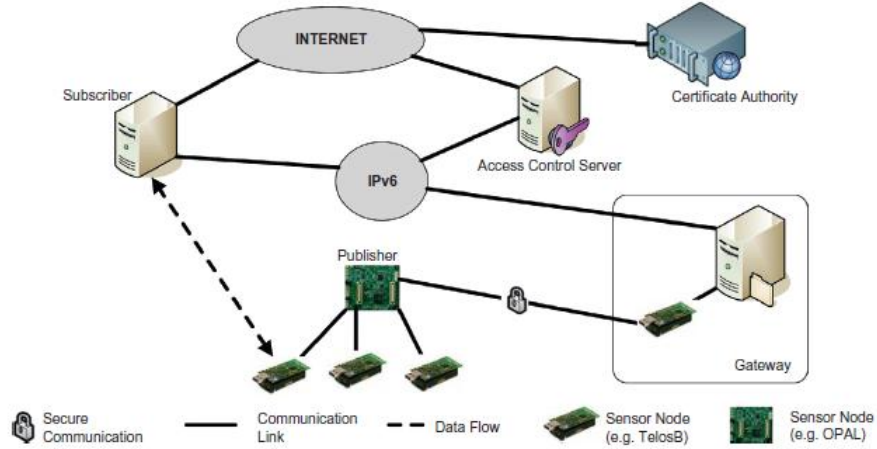 INTERNET
Subscriber
Certificate Authority
Access Control Server
IPv6
Publisher
Gateway
Secure
Communication
Communication
Link
Data Flow
Sensor Node
(e.g. TelosB)
Sensor Node
(e.g. OPAL)